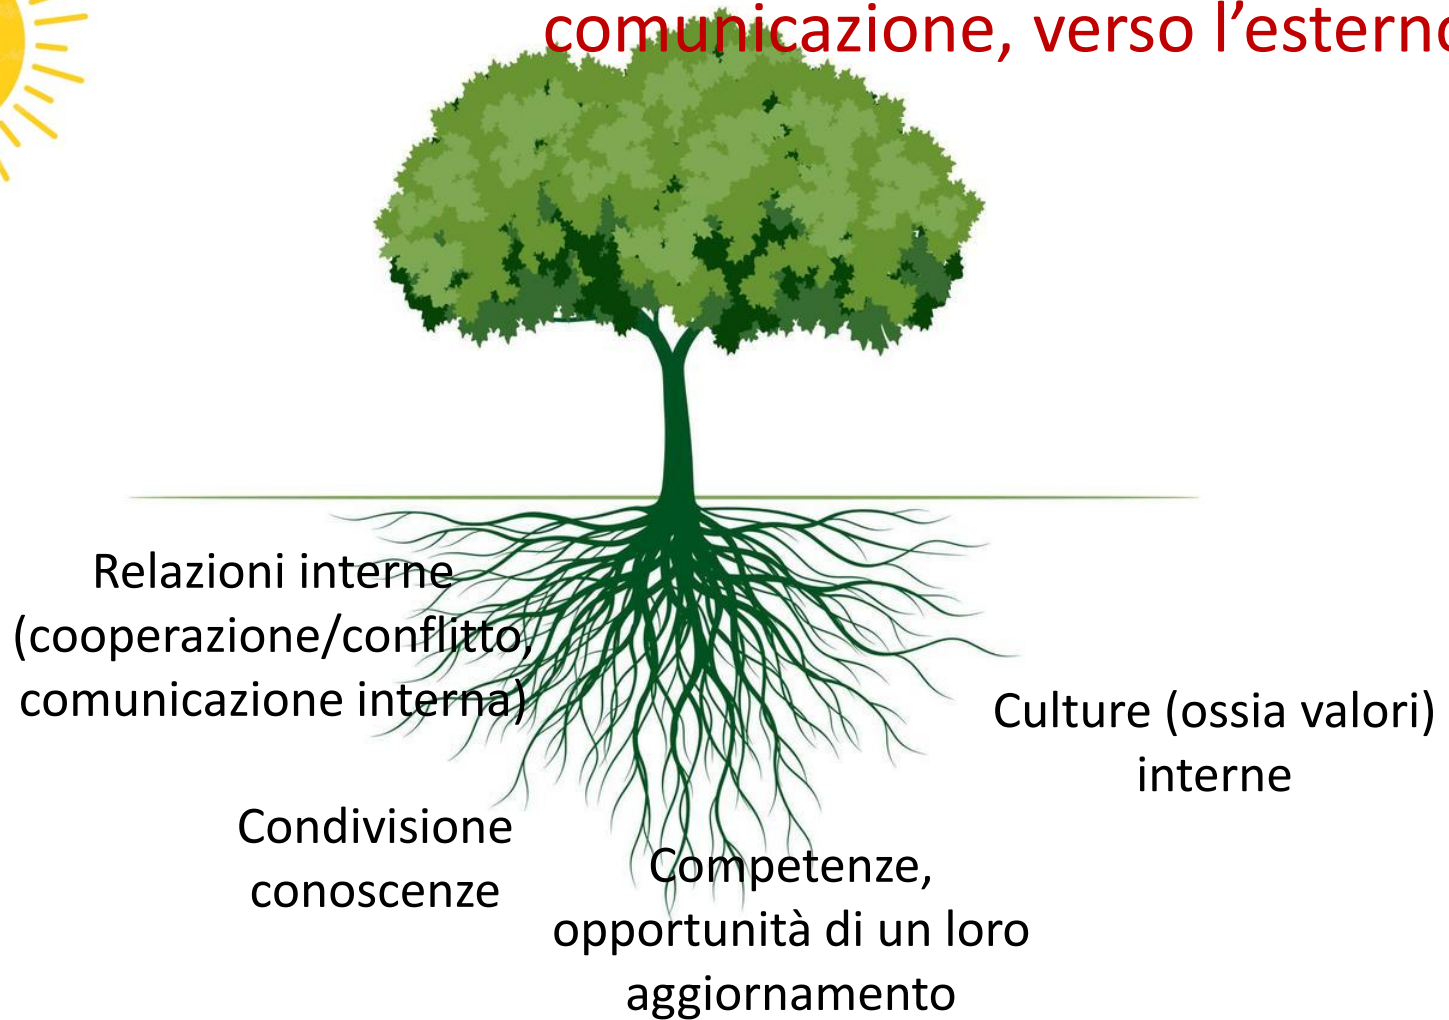 comunicazione, verso l’esterno
Relazioni interne
(cooperazione/conflitto,
comunicazione interna)
Culture (ossia valori)
interne
Condivisione
conoscenze
Competenze,
opportunità di un loro
aggiornamento